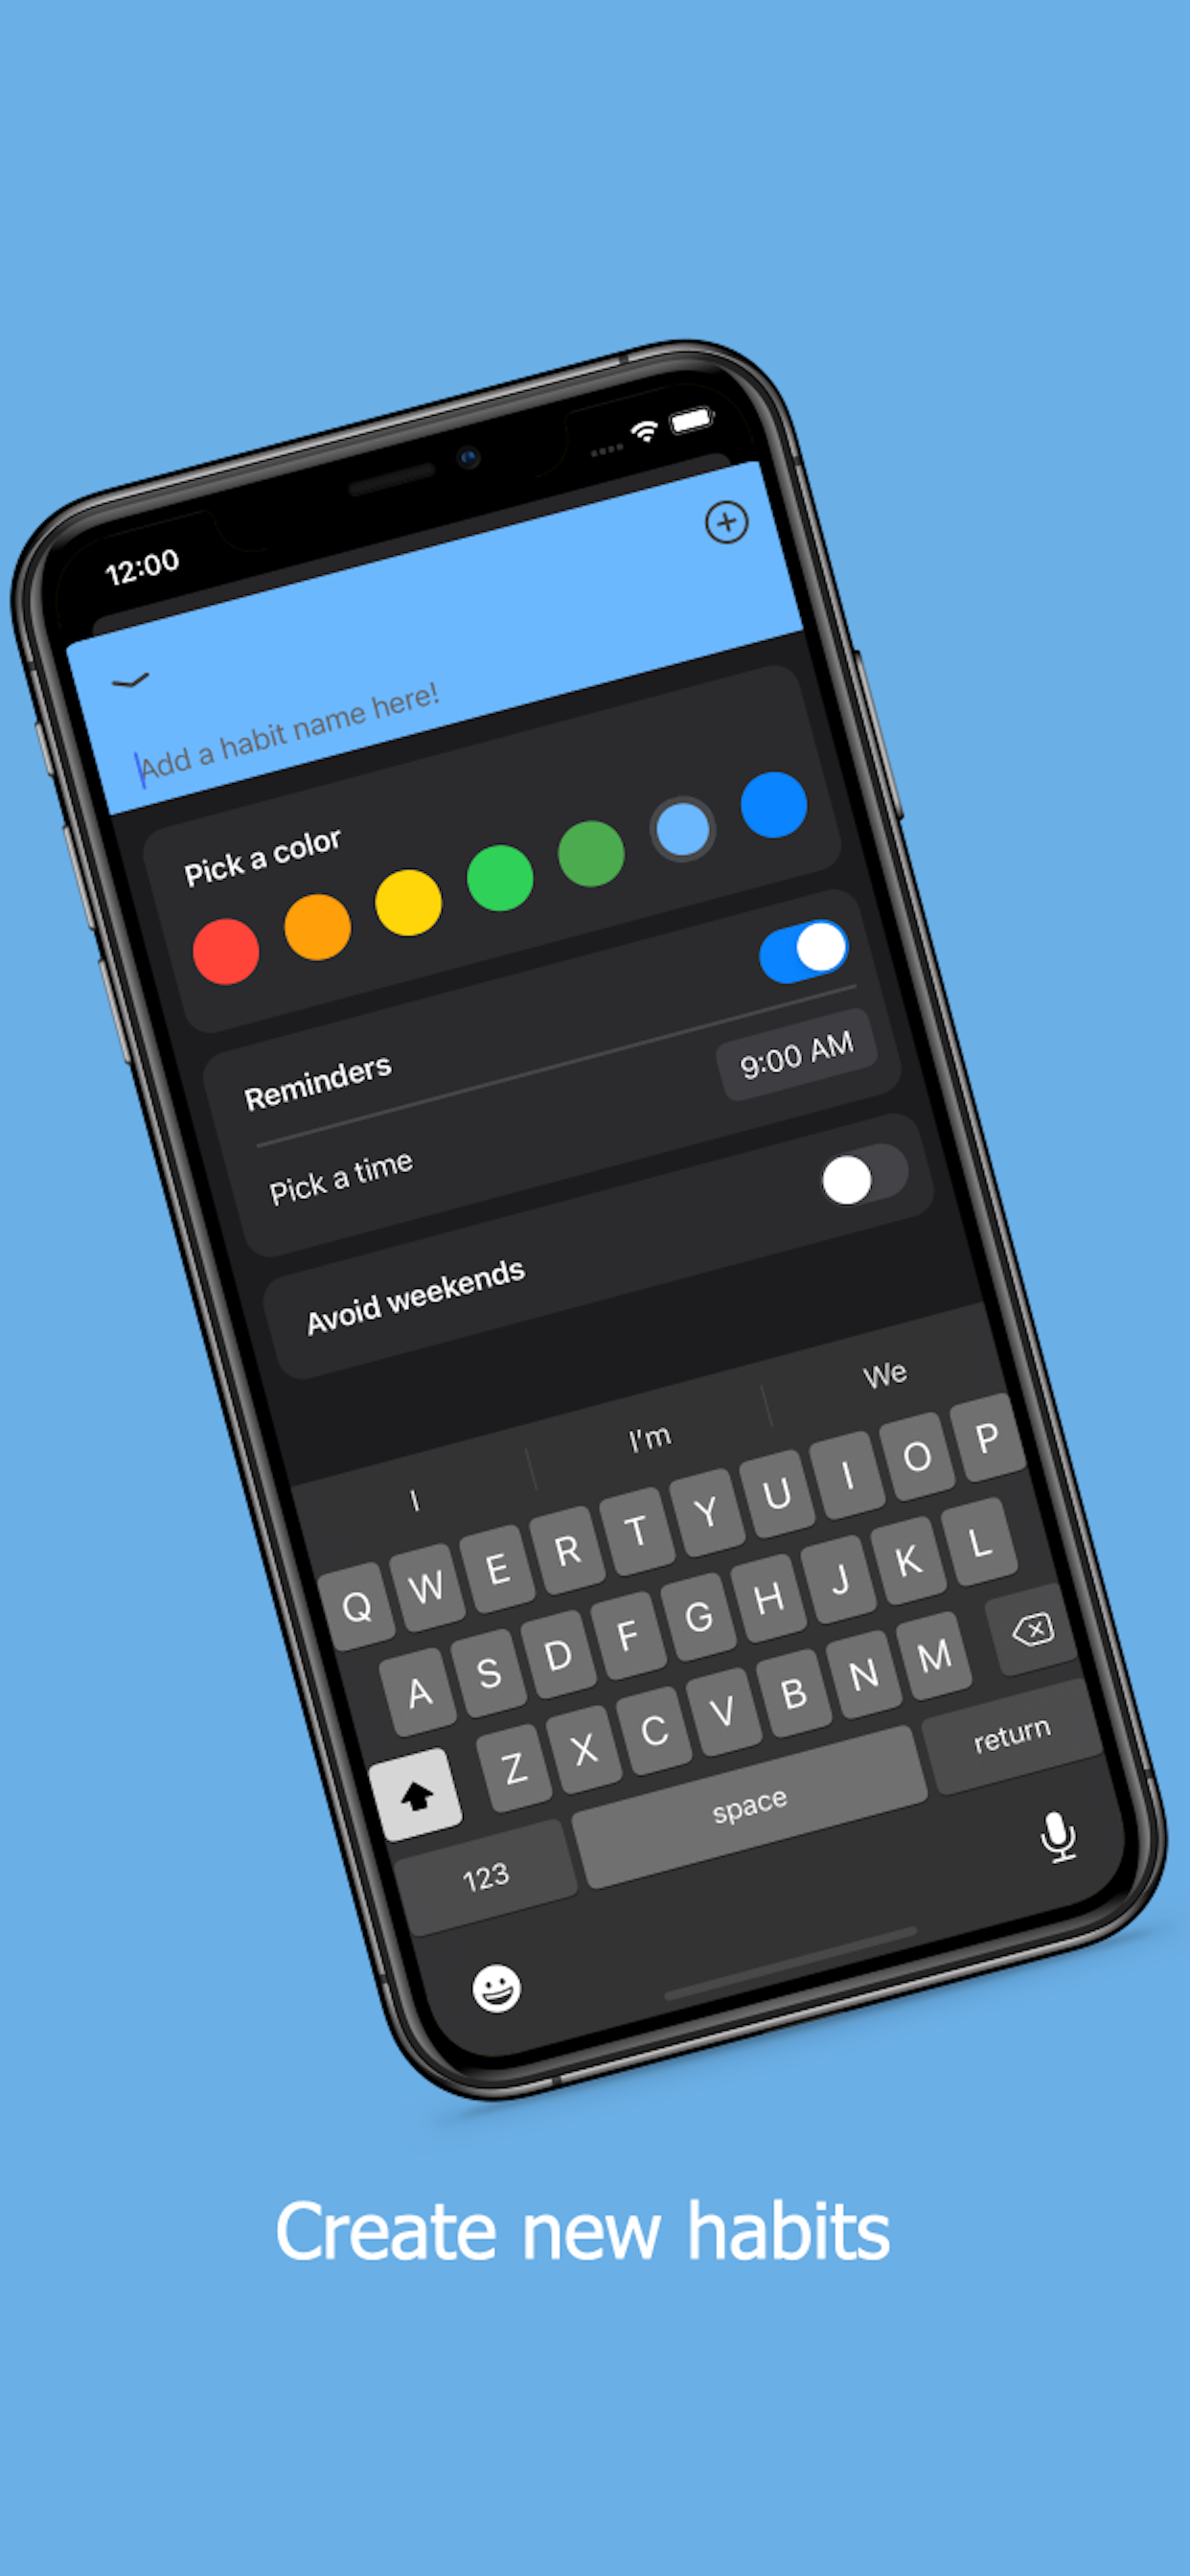 12:00
Add a habit name here!
Pick a color
Reminders
Pick a time 9:00 AM
Avoid weekends
I I'm We
Q W E R T Y U I O P
A S D F G H J K L
Z X C V B N M
123 space return
Create new habits